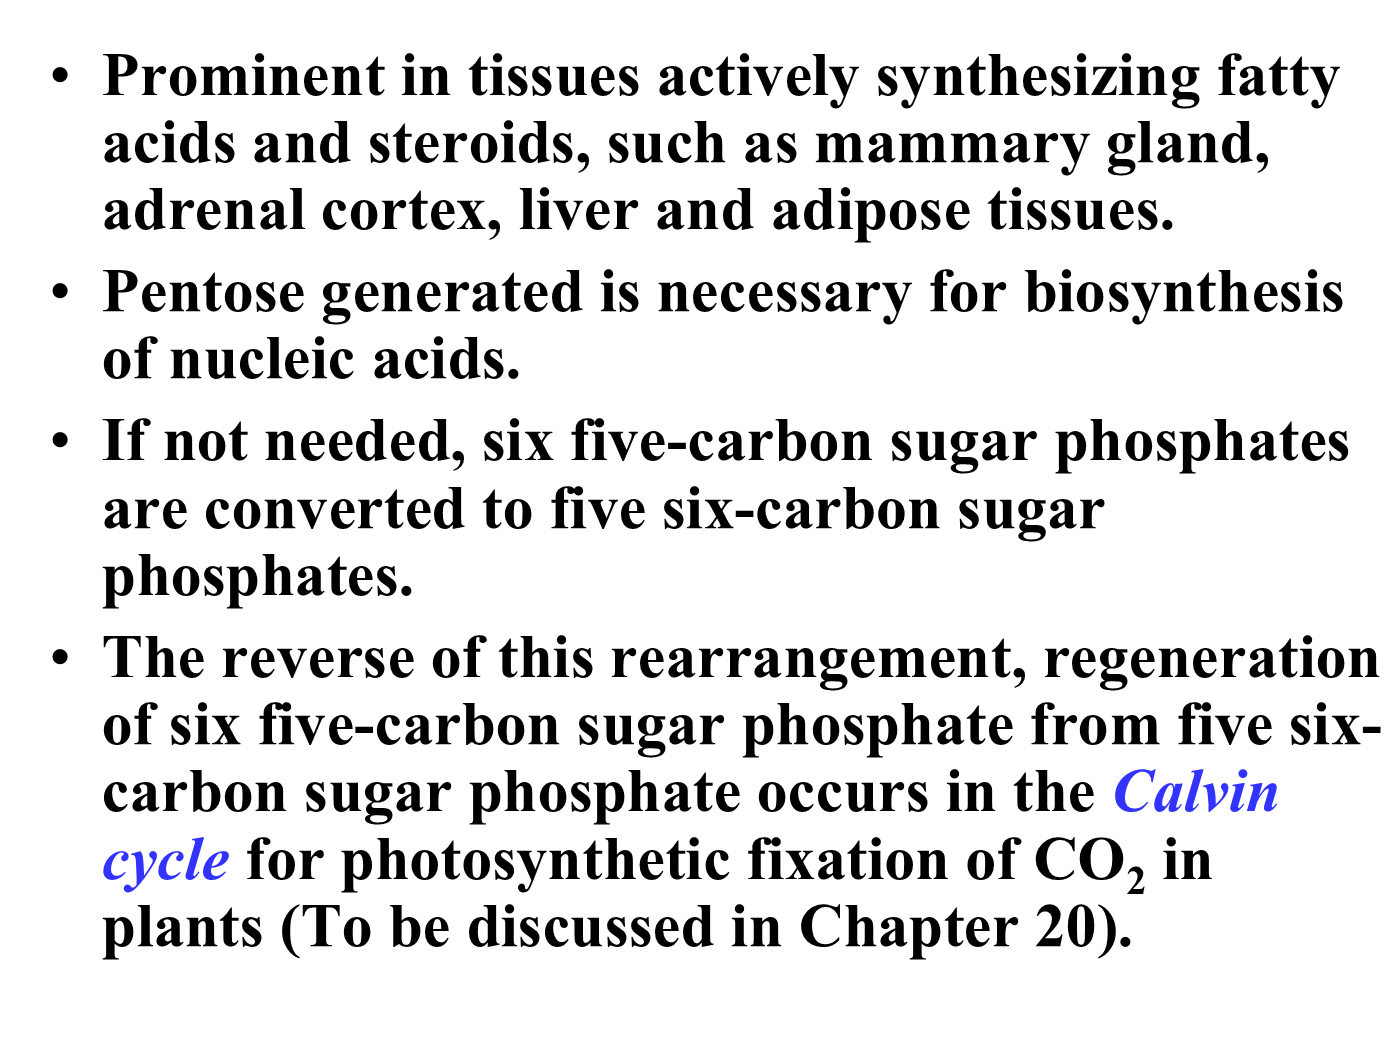 • Prominent in tissues actively synthesizing fatty
acids and steroids, such as mammary gland,
adrenal cortex, liver and adipose tissues.
• Pentose generated is necessary for biosynthesis
of nucleic acids.
• If not needed, six five-carbon sugar phosphates
are converted to five six-carbon sugar
phosphates.
• The reverse of this rearrangement, regeneration
of six five-carbon sugar phosphate from five six-
carbon sugar phosphate occurs in the Calvin
cycle for photosynthetic fixation of CO₂ in
plants (To be discussed in Chapter 20).